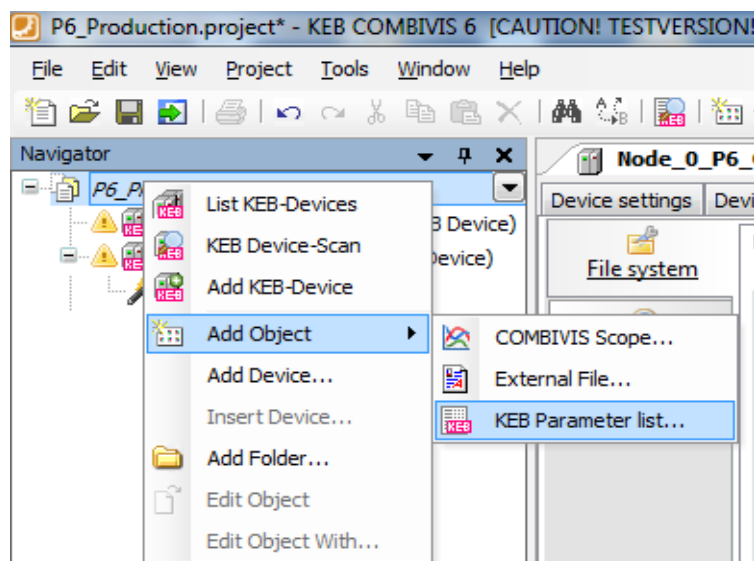 P6_Production.project* - KEB COMBIVIS 6 [CAUTION! TESTVERSION!
File Edit View Project Tools Window Help
Navigator
Node_0_P6_
P6_P
Device settings Devi
List KEB-Devices
B Device)
KEB Device-Scan
Device)
File system
Add KEB-Device
Add Object
COMBIVIS Scope...
Add Device...
External File...
Insert Device...
KEB Parameter list...
Add Folder...
Edit Object
Edit Object With...